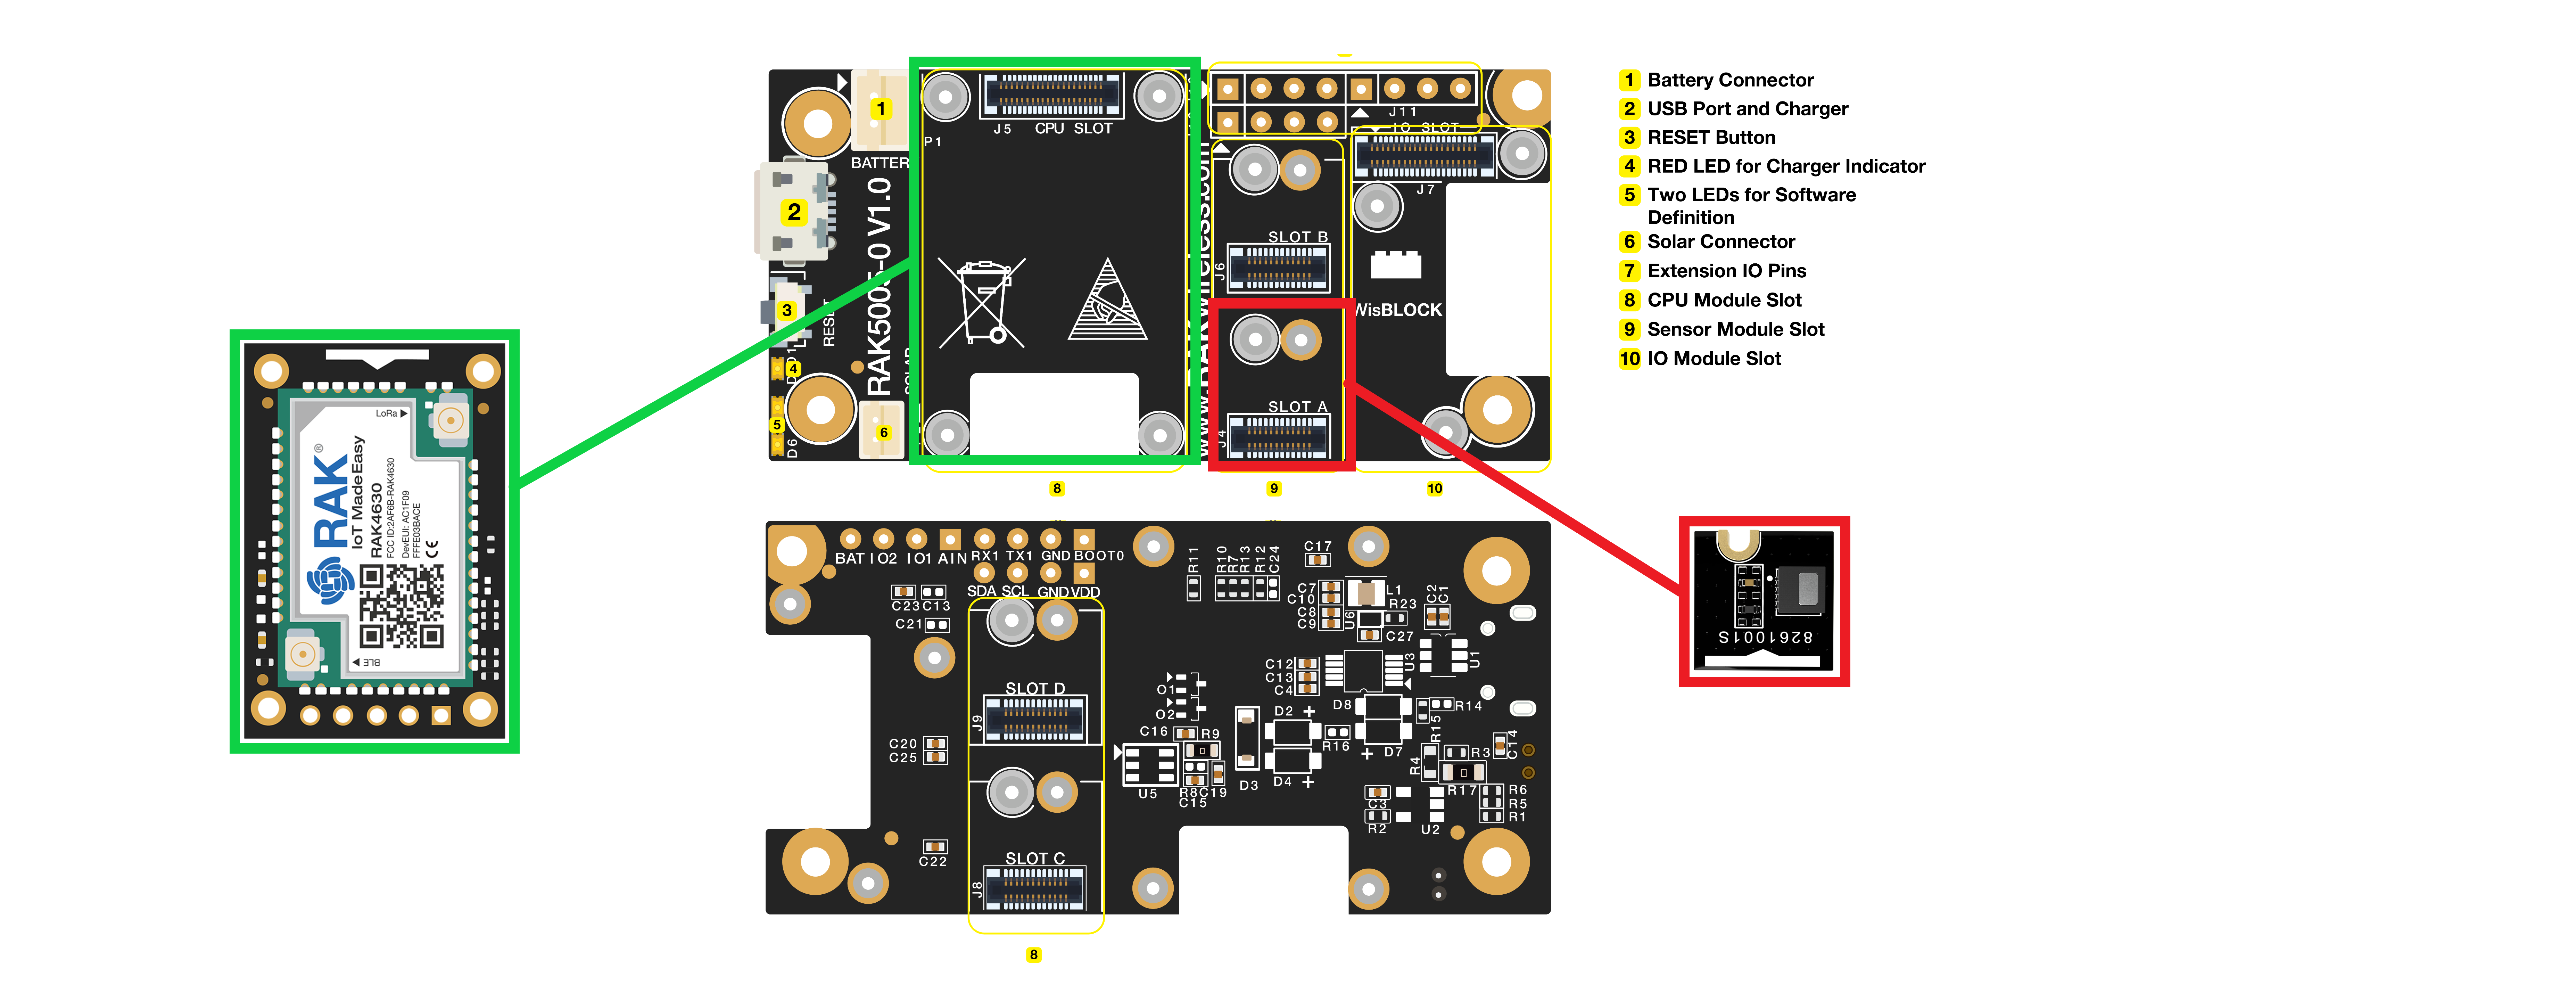 1 Battery Connector
2 USB Port and Charger
3 RESET Button
4 RED LED for Charger Indicator
5 Two LEDs for Software
Definition
6 Solar Connector
7 Extension IO Pins
8 CPU Module Slot
9 Sensor Module Slot
10 IO Module Slot
1
BATTER
2
RAK5005-0 V1.0
3
RESET
4
5
D6
6
J5 CPU SLOT
P1
J11
IO SLOT
J7
SLOT B
J6
WisBLOCK
SLOT A
J4
8
9
10
LoRa ▶
RAK®
IoT Made Easy
RAK4630
FCC ID:2AF6B-RAK4630
DevEUI: AC1F09
FFFE03BACE
CE
◀ BLE
8261001S
BAT IO2 IO1 AIN RX1 TX1 GND BOOT0
SDA SCL GND VDD
C23 C13
C21
SLOT D
J9
C20
C25
SLOT C
J8
C22
8
R11
R10
R7
R13
R12
C24
C17
C7
C10
C8
C9
L1
U6
R23
C27
C2
C1
C12
C13
C4
U3
U1
O1
O2
C16 R9
U5
R8 C19
C15
D3
D2 +
D4 +
R16
D8
+ D7
R15
R14
R4
R3
C14
R17
C3
R2
U2
R6
R5
R1